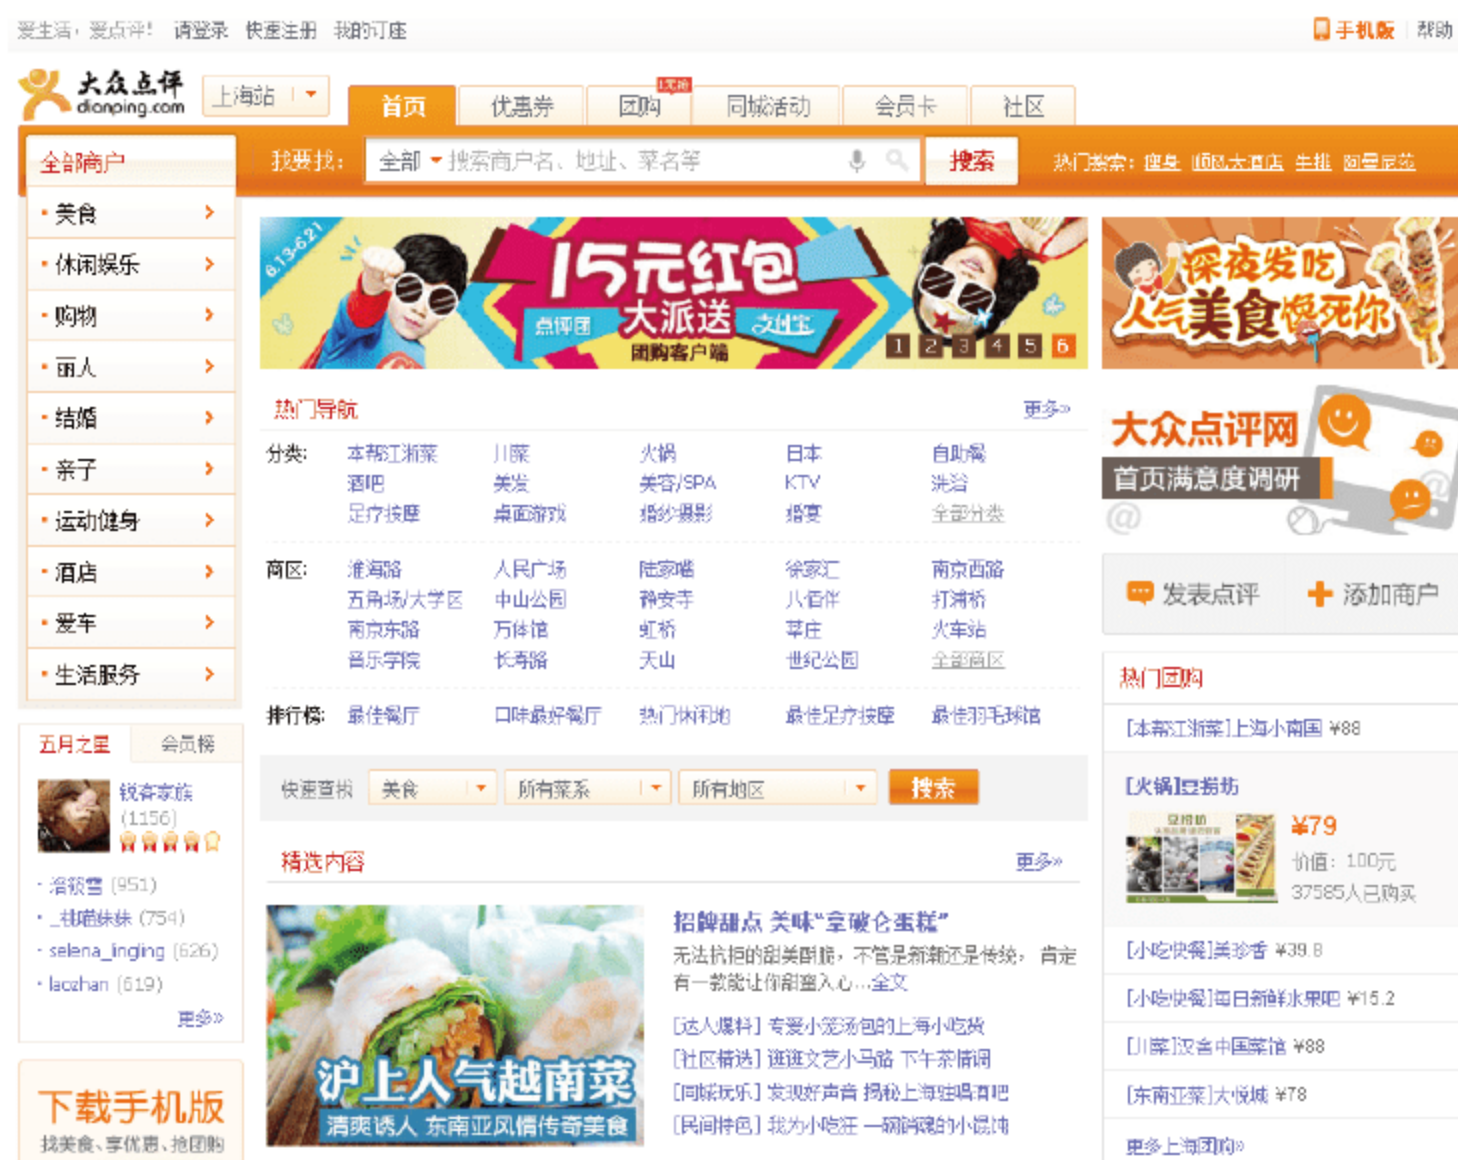 爱生活，爱点评！ 请登录 快速注册 我的订座
手机版 帮助
大众点评
dianping.com
上海站
首页 优惠券 团购 同城活动 会员卡 社区
我要找： 全部 搜索商户名、地址、菜名等 搜索
热门搜索： 瘦身 顺风大酒店 牛排 阿曼尼苑
全部商户
美食
休闲娱乐
购物
丽人
结婚
亲子
运动健身
酒店
爱车
生活服务
五月之星 会员榜
锐客家族
(1156)
(951)
(754)
selena_lingling (626)
laozhan (619)
更多»
下载手机版
找美食、享优惠、抢团购
6.13-6.21
15元红包
点评团 大派送 支付宝
团购客户端
1 2 3 4 5 6
热门导航 更多»
分类： 本帮江浙菜 川菜 火锅 日本 自助餐
酒吧 美发 美容/SPA KTV 洗浴
足疗按摩 桌面游戏 婚纱摄影 婚宴 全部分类
商区： 淮海路 人民广场 陆家嘴 徐家汇 南京西路
五角场/大学区 中山公园 静安寺 八佰伴 打浦桥
南京东路 万体馆 虹桥 莘庄 火车站
音乐学院 长寿路 天山 世纪公园 全部商区
排行榜： 最佳餐厅 口味最好餐厅 热门休闲地 最佳足疗按摩 最佳羽毛球馆
快速查找 美食 所有菜系 所有地区 搜索
精选内容 更多»
沪上人气越南菜
清爽诱人 东南亚风情传奇美食
招牌甜点 美味“拿破仑蛋糕”
无法抗拒的甜美酥脆，不管是新潮还是传统， 肯定
有一款能让你甜蜜入心...全文
[达人爆料] 专爱小笼汤包的上海小吃货
[社区精选] 逛逛文艺小马路 下午茶情调
[同城玩乐] 发现好声音 揭秘上海驻唱酒吧
[民间特色] 我为小吃狂 一碗销魂的小馄饨
深夜发吃
人气美食馋死你
大众点评网
首页满意度调研
发表点评 添加商户
热门团购
[本帮江浙菜]上海小南国 ¥88
[火锅]豆捞坊
豆捞坊
¥79
价值：100元
37585人已购买
[小吃快餐]美珍香 ¥39.8
[小吃快餐]每日新鲜水果吧 ¥15.2
[川菜]汉舍中国菜馆 ¥88
[东南亚菜]大悦城 ¥78
更多上海团购»